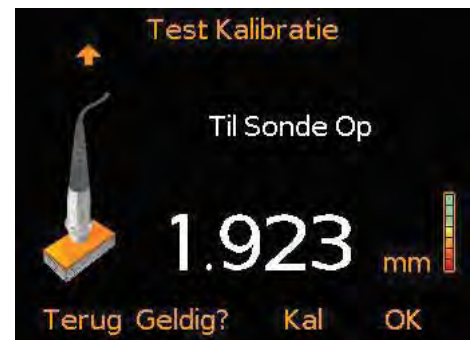 Test Kalibratie
Til Sonde Op
1.923 mm
Terug Geldig? Kal OK